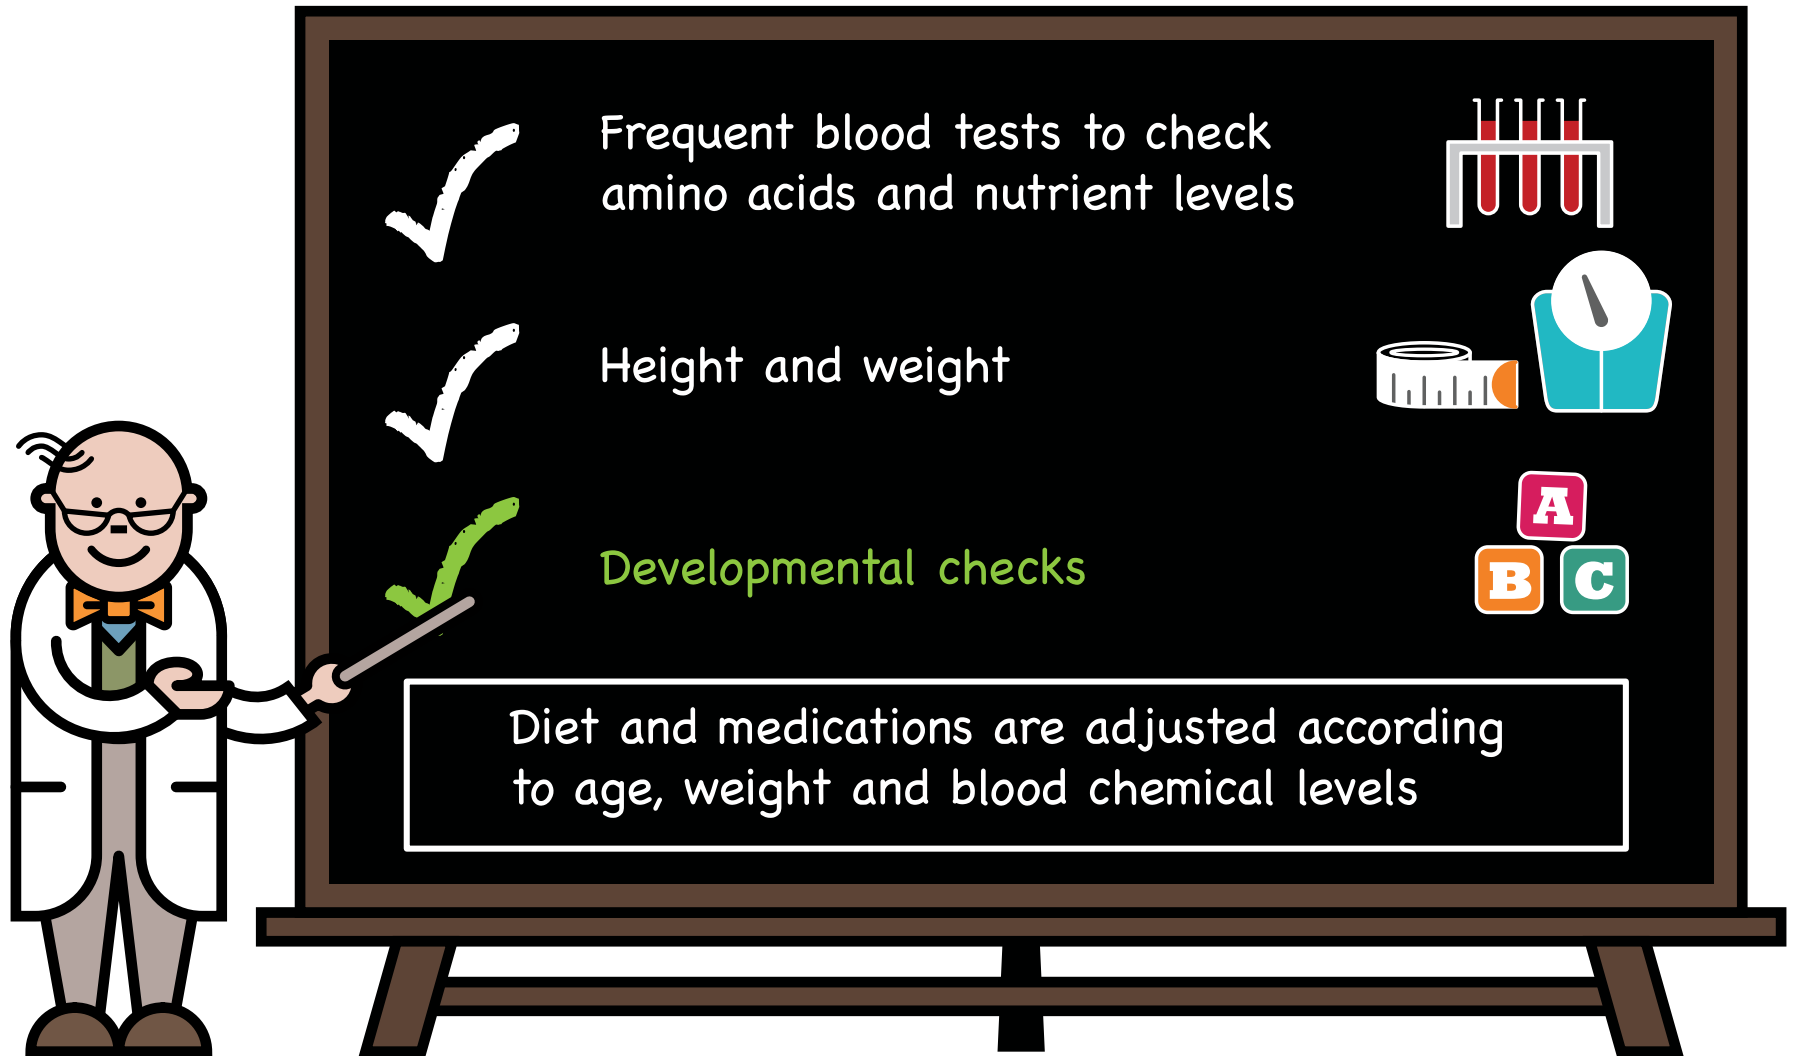 Frequent blood tests to check
amino acids and nutrient levels
Height and weight
Developmental checks
A
B C
Diet and medications are adjusted according
to age, weight and blood chemical levels